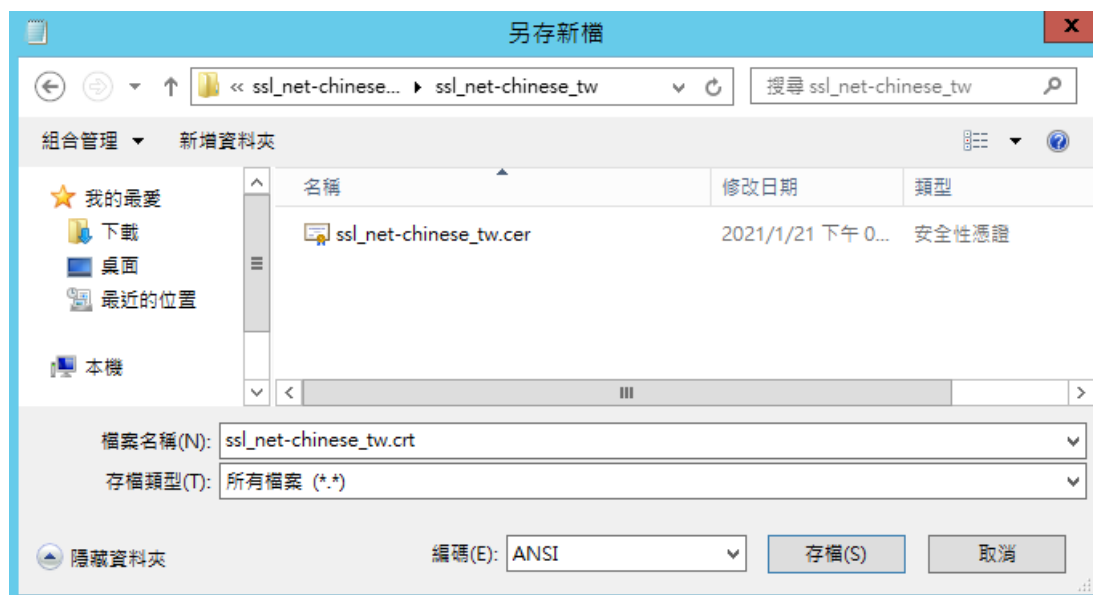 另存新檔
x
« ssl_net-chinese... ▸ ssl_net-chinese_tw
搜尋 ssl_net-chinese_tw
組合管理 ▼ 新增資料夾
我的最愛
下載
桌面
最近的位置
本機
名稱 修改日期 類型
ssl_net-chinese_tw.cer 2021/1/21 下午 0... 安全性憑證
檔案名稱(N): ssl_net-chinese_tw.crt
存檔類型(T): 所有檔案 (*.*)
隱藏資料夾 編碼(E): ANSI 存檔(S) 取消